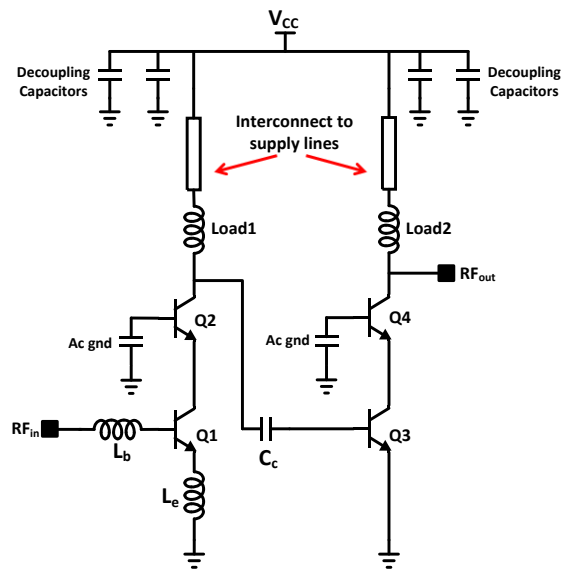 VCC
Decoupling
Capacitors
Decoupling
Capacitors
Interconnect to
supply lines
Load1
Load2
RFout
Q2
Q4
Ac gnd
Ac gnd
RFin
Lb
Q1
Cc
Q3
Le